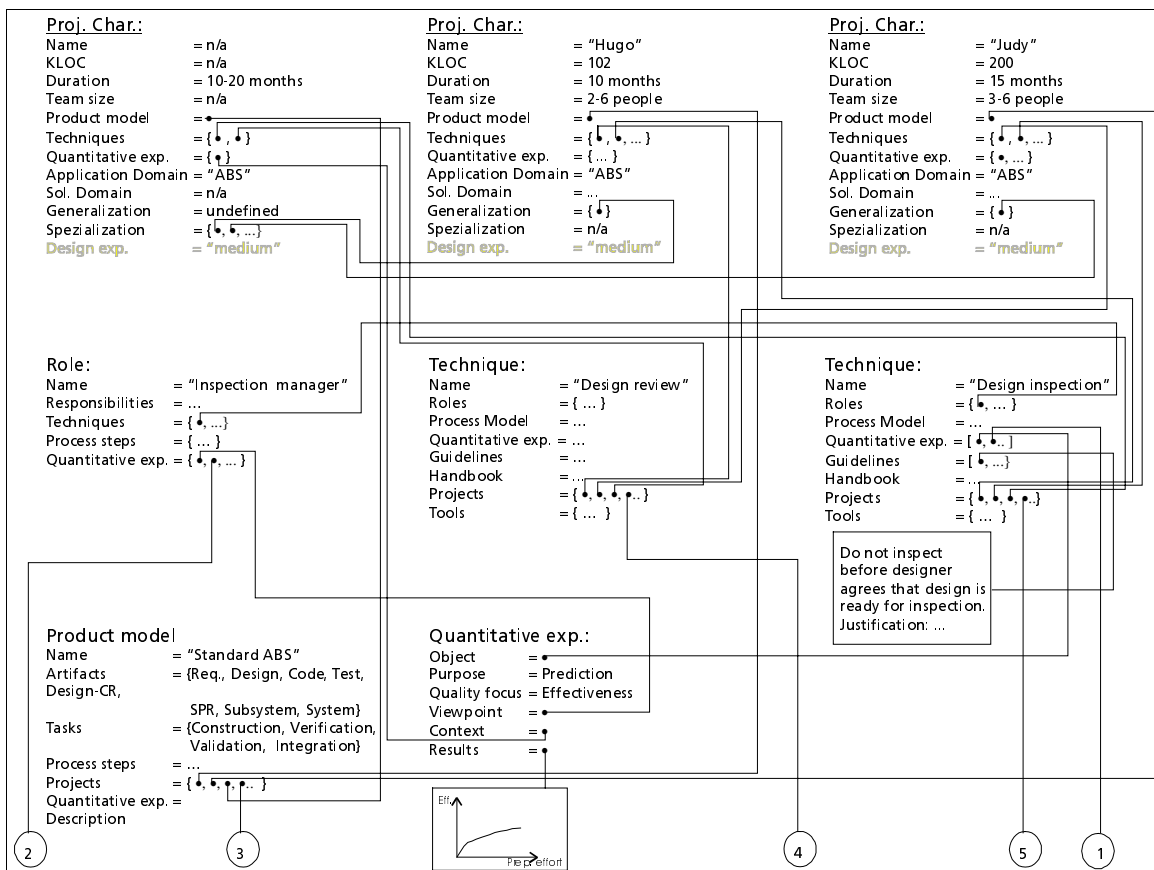 Proj. Char.:
Name = n/a
KLOC = n/a
Duration = 10-20 months
Team size = n/a
Product model =
Techniques = { , }
Quantitative exp. = { }
Application Domain = “ABS”
Sol. Domain = n/a
Generalization = undefined
Spezialization = { , , ...}
Design exp. = “medium”
Proj. Char.:
Name = “Hugo”
KLOC = 102
Duration = 10 months
Team size = 2-6 people
Product model =
Techniques = { , , ... }
Quantitative exp. = { ... }
Application Domain = “ABS”
Sol. Domain = ...
Generalization = { }
Spezialization = n/a
Design exp. = “medium”
Proj. Char.:
Name = “Judy”
KLOC = 200
Duration = 15 months
Team size = 3-6 people
Product model =
Techniques = { , , ... }
Quantitative exp. = { , ... }
Application Domain = “ABS”
Sol. Domain = ...
Generalization = { }
Spezialization = n/a
Design exp. = “medium”
Role:
Name = “Inspection manager”
Responsibilities = ...
Techniques = { , ...}
Process steps = { ... }
Quantitative exp. = { , , ... }
Technique:
Name = “Design review”
Roles = { ... }
Process Model = ...
Quantitative exp. = ...
Guidelines = ...
Handbook = ...
Projects = { , , , .. }
Tools = { ... }
Technique:
Name = “Design inspection”
Roles = { , ... }
Process Model = ...
Quantitative exp. = [ , .. ]
Guidelines = [ , ...}
Handbook = ...
Projects = { , , , ..}
Tools = { ... }
Do not inspect
before designer
agrees that design is
ready for inspection.
Justification: ...
Product model
Name = “Standard ABS”
Artifacts = {Req., Design, Code, Test,
Design-CR,
SPR, Subsystem, System}
Tasks = {Construction, Verification,
Validation, Integration}
Process steps = ...
Projects = { , , , .. }
Quantitative exp. =
Description
Quantitative exp.:
Object =
Purpose = Prediction
Quality focus = Effectiveness
Viewpoint =
Context =
Results =
Eff.
Prep. effort
2
3
4
5
1